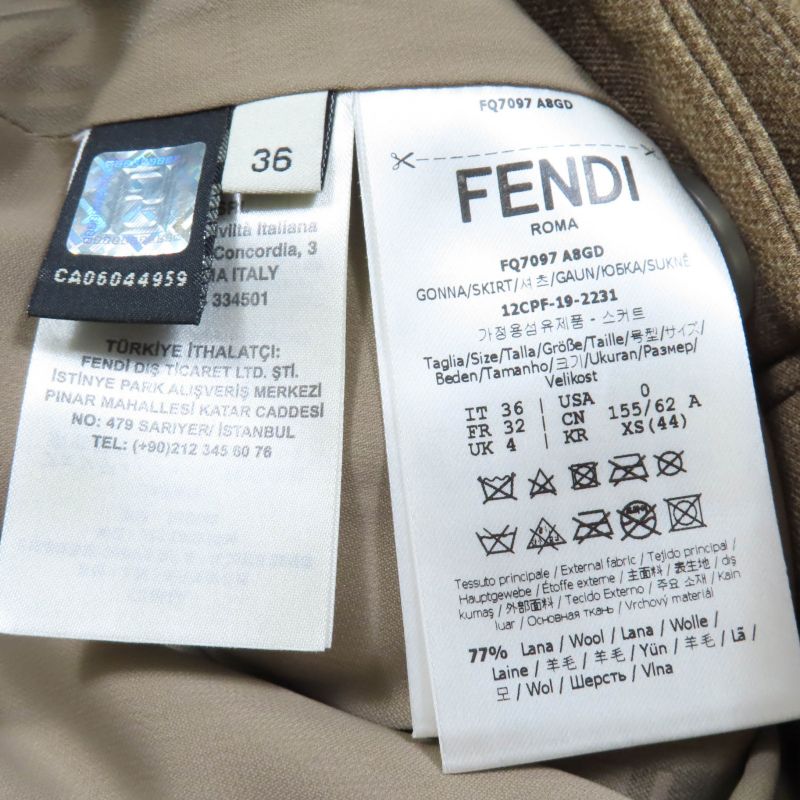 36
CA06044959
viltà Italiana
Concordia, 3
MA ITALY
334501
TÜRKİYE İTHALATÇI:
FENDİ DIŞ TİCARET LTD. ŞTİ.
İSTİNYE PARK ALIŞVERİŞ MERKEZİ
PINAR MAHALLESİ KATAR CADDESİ
NO: 479 SARIYER/ İSTANBUL
TEL: (+90)212 345 60 76
FQ7097 A8GD
FENDI
ROMA
FQ7097 A8GD
GONNA/SKIRT/셔츠/GAUN/ЮБКА/SUKNĚ
12CPF-19-2231
가정용섬유제품 - 스커트
Taglia/Size/Talla/Größe/Taille/号型/サイズ/
Beden/Tamanho/크기/Ukuran/Размер/
Velikost
IT 36 | USA 0
FR 32 | CN 155/62 A
UK 4 | KR XS(44)
Tessuto principale / External fabric / Tejido principal /
Hauptgewebe / Étoffe externe / 主面料 / 表生地 / dış
kumaş / 外部面料 / Tecido Externo / 주요 소재 / Kain
luar / Основная ткань / Vrchový materiál
77% Lana / Wool / Lana / Wolle /
Laine / 羊毛 / 羊毛 / Yün / 羊毛 / Lã /
모 / Wol / Шерсть / Vlna